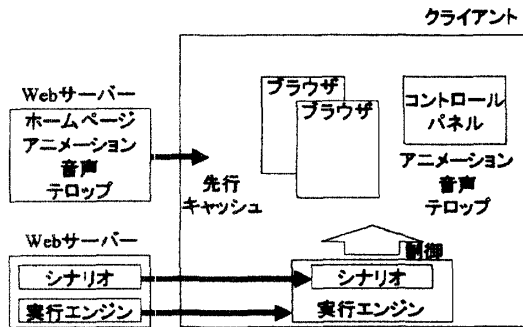 クライアント
Webサーバー
ホームページ
アニメーション
音声
テロップ
先行
キャッシュ
ブラウザ
ブラウザ
コントロール
パネル
アニメーション
音声
テロップ
Webサーバー
シナリオ
実行エンジン
制御
シナリオ
実行エンジン